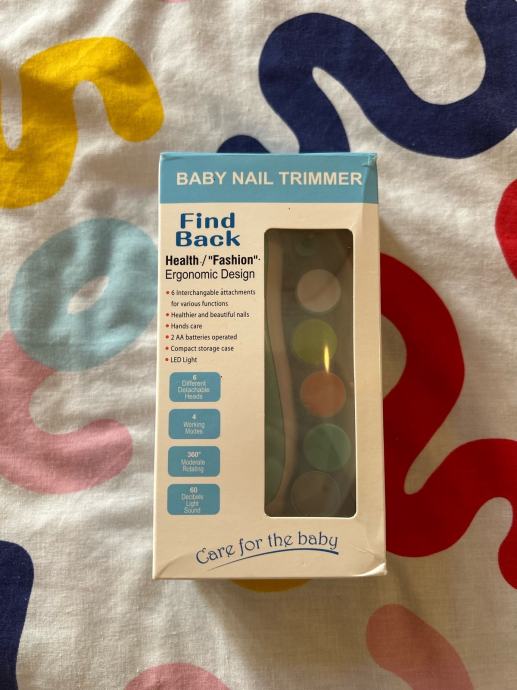 BABY NAIL TRIMMER
Find
Back
Health / "Fashion"
Ergonomic Design
• 6 Interchangable attachments
for various functions
• Healthier and beautiful nails
• Hands care
• 2 AA batteries operated
• Compact storage case
• LED Light
6
Different
Detachable
Heads
4
Working
Modes
360°
Moderate
Rotating
60
Decibels
Light
Sound
Care for the baby